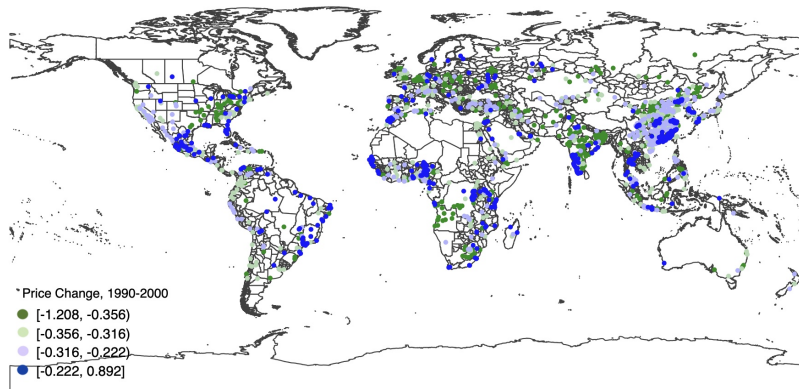 `Price Change, 1990-2000
[-1.208, -0.356)
[-0.356, -0.316)
[-0.316, -0.222)
[-0.222, 0.892]